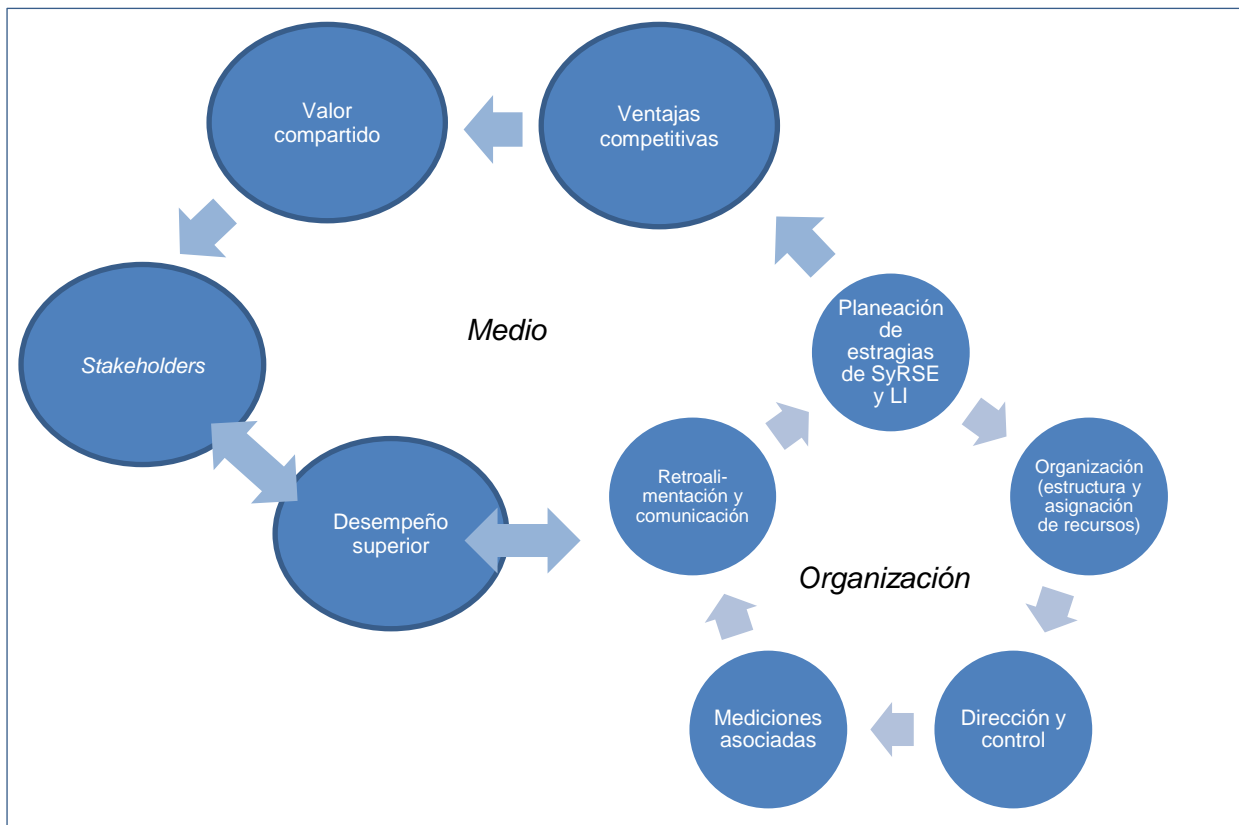 Valor
compartido
Ventajas
competitivas
Medio
Stakeholders
Desempeño
superior
Planeación
de
estragias
de SyRSE
y LI
Retroali-
mentación y
comunicación
Organización
(estructura y
asignación
de recursos)
Organización
Mediciones
asociadas
Dirección y
control